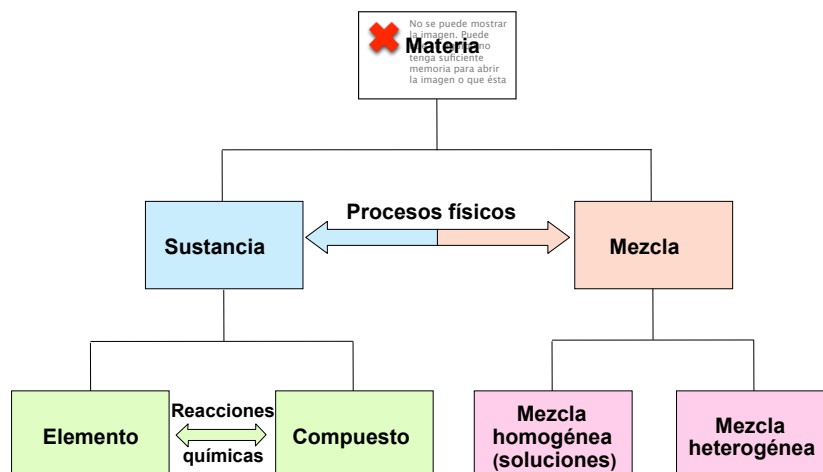 No se puede mostrar
la imagen. Puede
Materia
tenga suficiente
memoria para abrir
la imagen o que ésta
Procesos físicos
Sustancia
Mezcla
Elemento
Reacciones
químicas
Compuesto
Mezcla
homogénea
(soluciones)
Mezcla
heterogénea